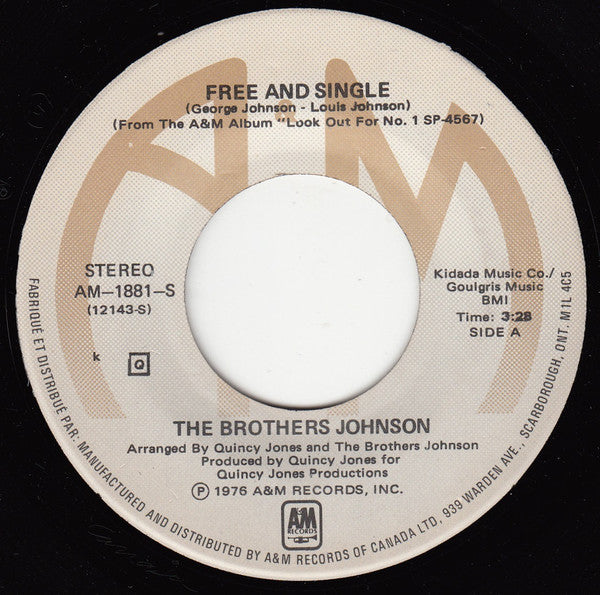 FREE AND SINGLE
(George Johnson - Louis Johnson)
(From The A&M Album "Look Out For No. 1 SP-4567)
STEREO
AM-1881-S
(12143-S)
k
Q
Kidada Music Co./
Goulgris Music
BMI
Time: 3:28
SIDE A
THE BROTHERS JOHNSON
Arranged By Quincy Jones and The Brothers Johnson
Produced by Quincy Jones for
Quincy Jones Productions
Ⓟ 1976 A&M RECORDS, INC.
A&M
RECORDS
FABRIQUÉ ET DISTRIBUÉ PAR: MANUFACTURED AND DISTRIBUTED BY A&M RECORDS OF CANADA LTD, 939 WARDEN AVE., SCARBOROUGH, ONT. M1L 4C5
A&M